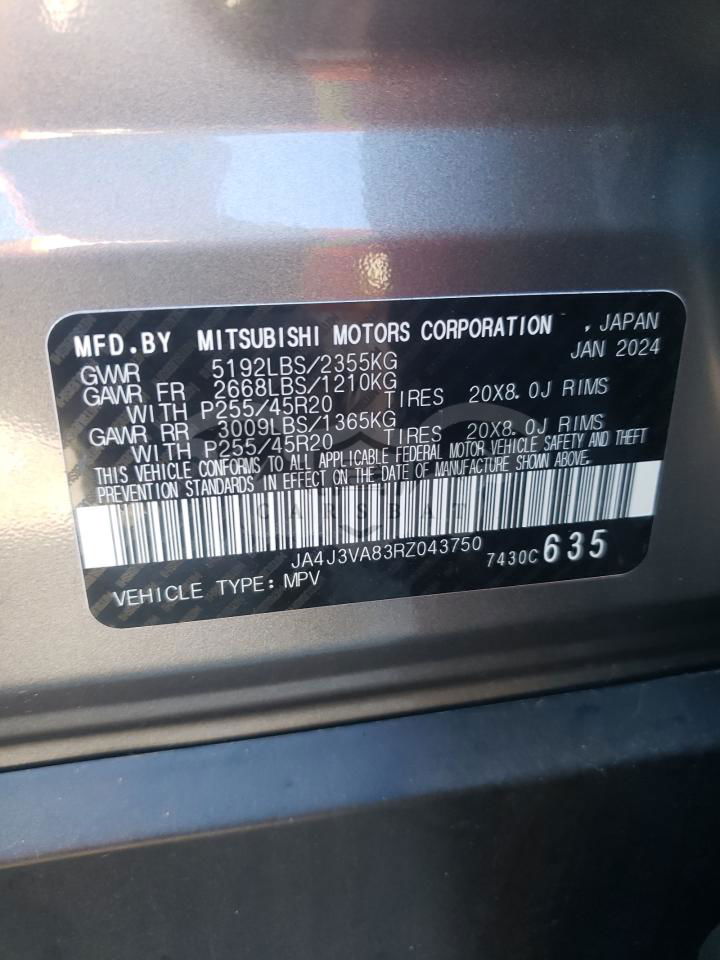 MFD.BY MITSUBISHI MOTORS CORPORATION , JAPAN
JAN 2024
GVWR 5192LBS/2355KG
GAWR FR 2668LBS/1210KG
WITH P255/45R20 TIRES 20X8.0J RIMS
GAWR RR 3009LBS/1365KG
WITH P255/45R20 TIRES 20X8.0J RIMS
THIS VEHICLE CONFORMS TO ALL APPLICABLE FEDERAL MOTOR VEHICLE SAFETY AND THEFT
PREVENTION STANDARDS IN EFFECT ON THE DATE OF MANUFACTURE SHOWN ABOVE.
JA4J3VA83RZ043750 7430C 635
VEHICLE TYPE: MPV